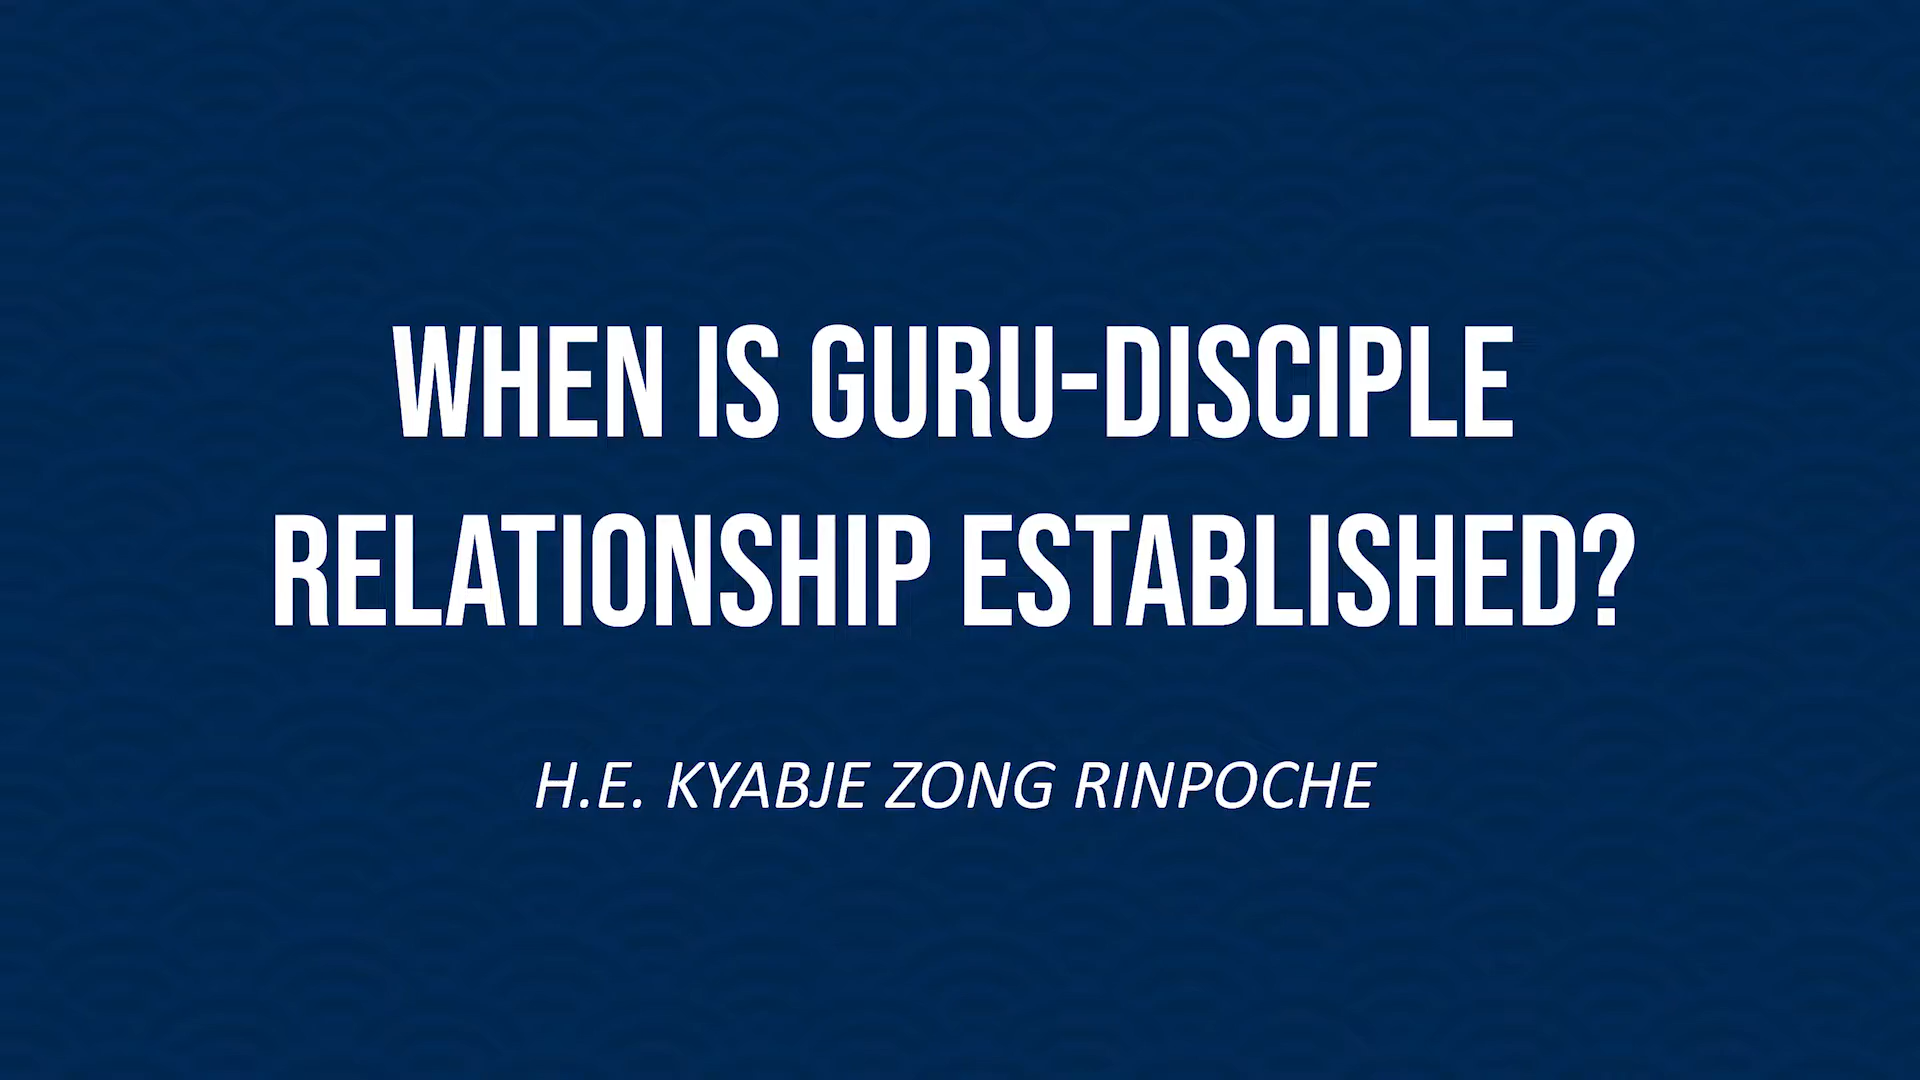 WHEN IS GURU-DISCIPLE
RELATIONSHIP ESTABLISHED?
H.E. KYABJE ZONG RINPOCHE